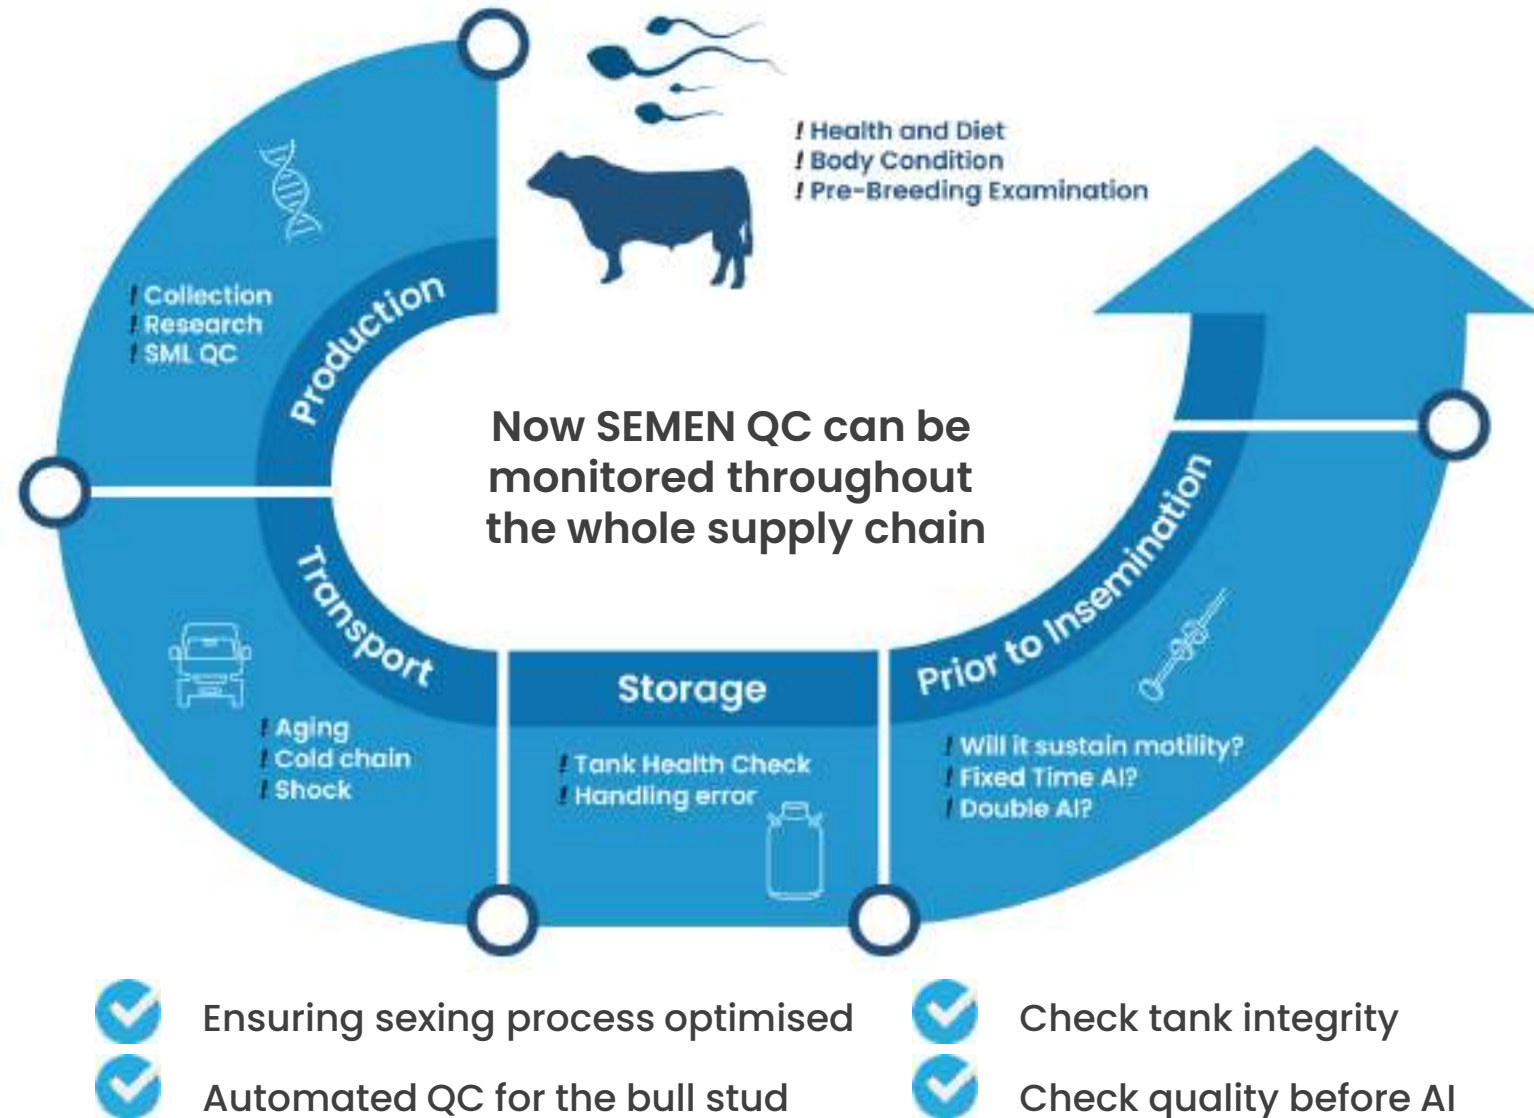 ! Health and Diet
! Body Condition
! Pre-Breeding Examination
! Collection
! Research
! SML QC
Production
Now SEMEN QC can be
monitored throughout
the whole supply chain
Transport
! Aging
! Cold chain
! Shock
Storage
! Tank Health Check
! Handling error
Prior to Insemination
! Will it sustain motility?
! Fixed Time AI?
! Double AI?
Ensuring sexing process optimised
Check tank integrity
Automated QC for the bull stud
Check quality before AI